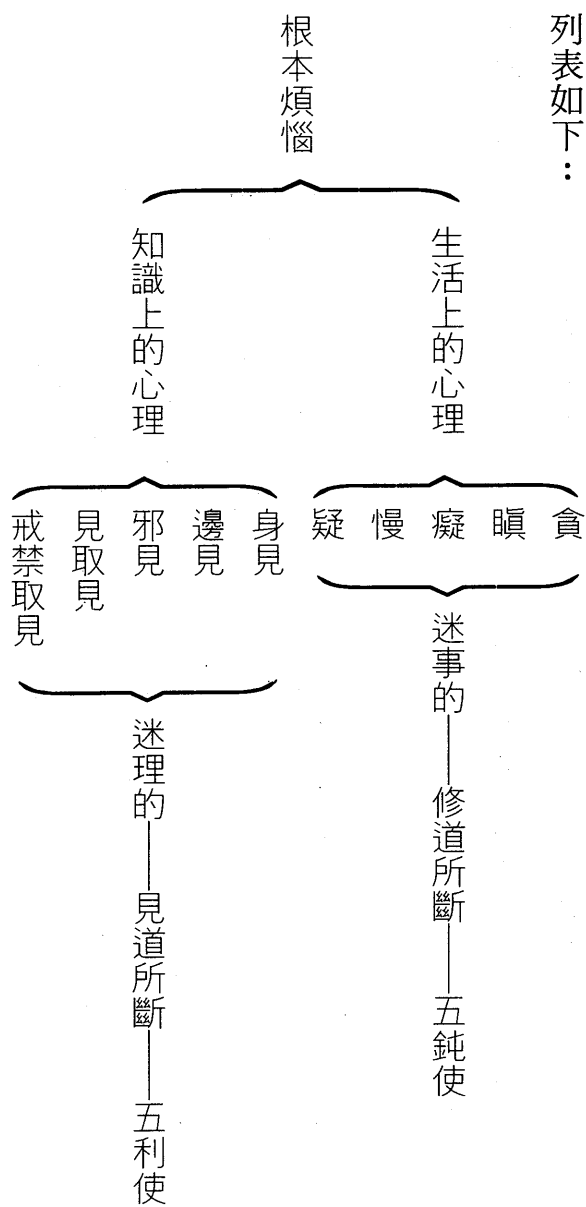 列表如下：
根本煩惱
生活上的心理
貪
瞋
癡
慢
疑
迷事的——修道所斷——五鈍使
知識上的心理
身見
邊見
邪見
見取見
戒禁取見
迷理的——見道所斷——五利使